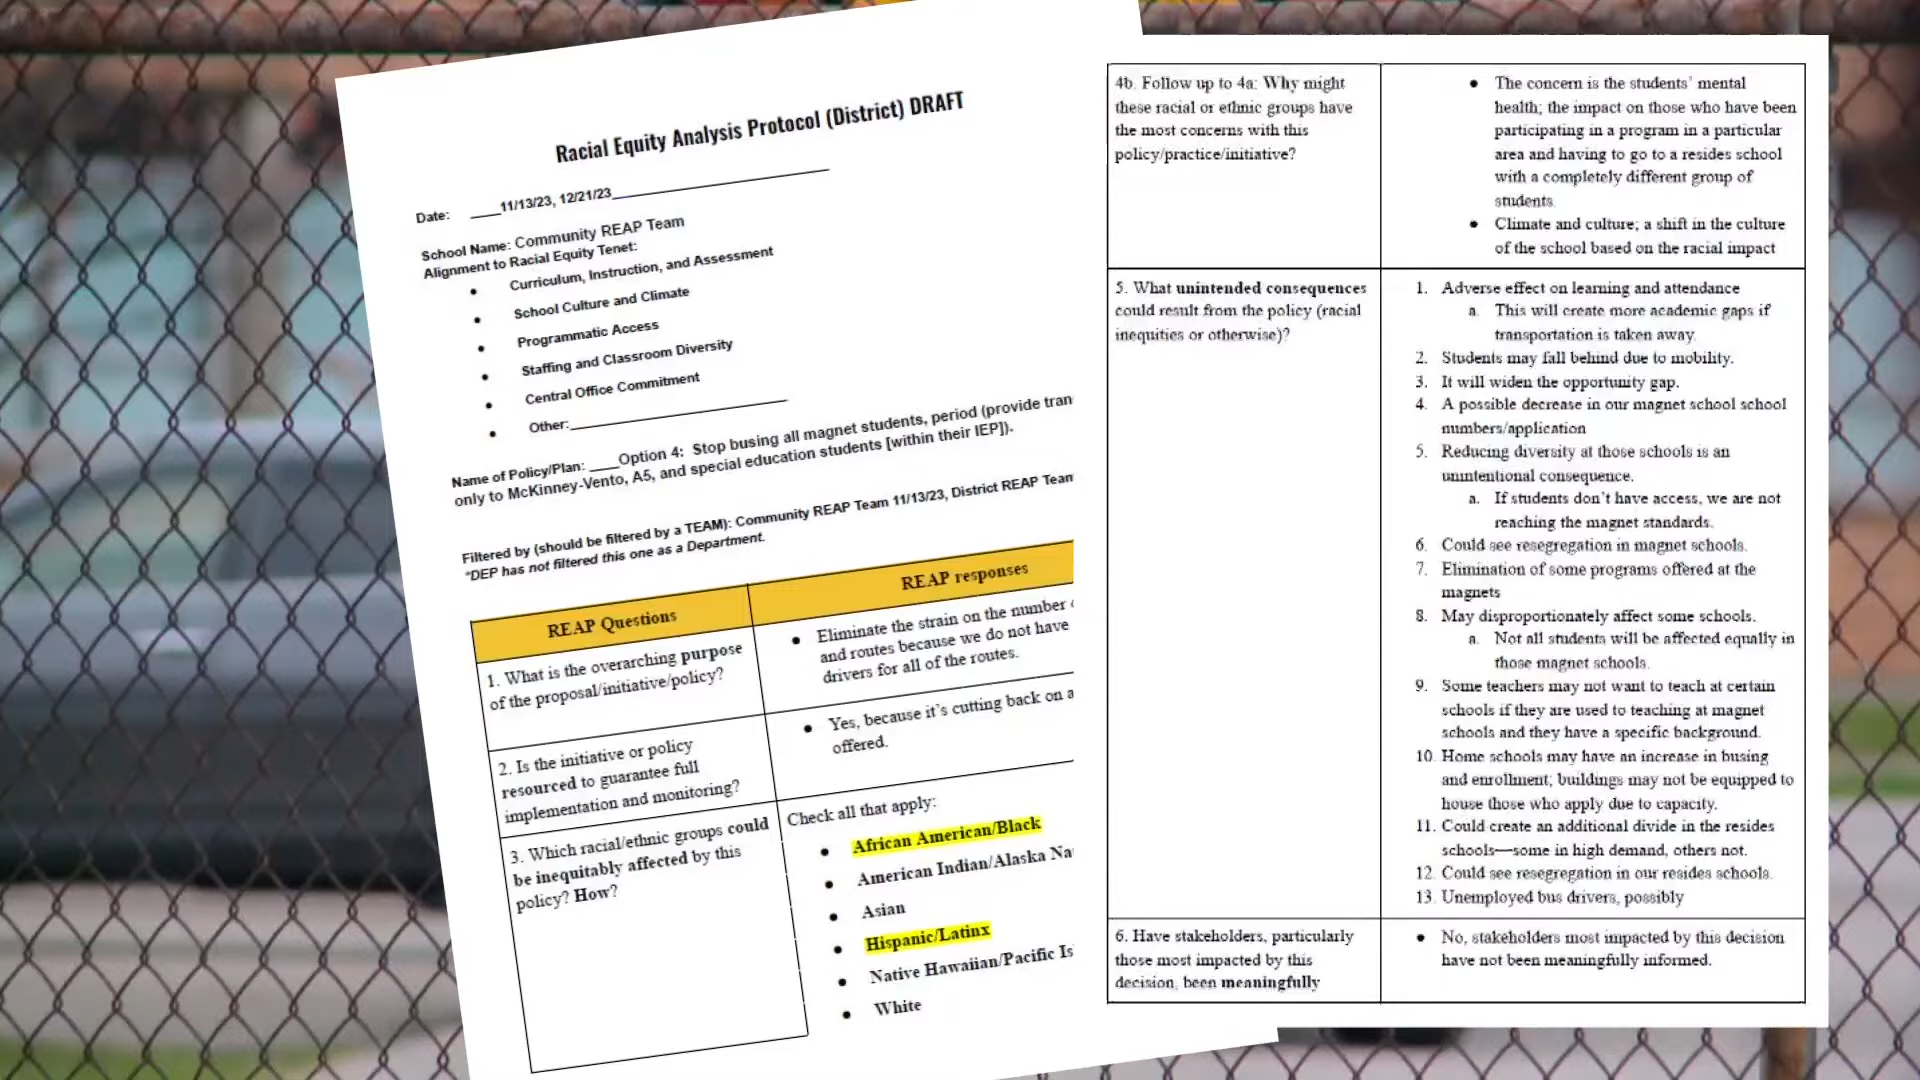 Racial Equity Analysis Protocol (District) DRAFT
Date: ____11/13/23, 12/21/23____
School Name: Community REAP Team
Alignment to Racial Equity Tenet:
● Curriculum, Instruction, and Assessment
● School Culture and Climate
● Programmatic Access
● Staffing and Classroom Diversity
● Central Office Commitment
● Other:____
Name of Policy/Plan: ____Option 4: Stop busing all magnet students, period (provide tran
only to McKinney-Vento, A5, and special education students [within their IEP]).
Filtered by (should be filtered by a TEAM): Community REAP Team 11/13/23, District REAP Team
*DEP has not filtered this one as a Department.
REAP Questions
REAP responses
1. What is the overarching purpose
of the proposal/initiative/policy?
● Eliminate the strain on the number
and routes because we do not have
drivers for all of the routes.
2. Is the initiative or policy
resourced to guarantee full
implementation and monitoring?
● Yes, because it's cutting back on a
offered.
3. Which racial/ethnic groups could
be inequitably affected by this
policy? How?
Check all that apply:
● African American/Black
● American Indian/Alaska Na
● Asian
● Hispanic/Latinx
● Native Hawaiian/Pacific Is
● White
4b. Follow up to 4a: Why might
these racial or ethnic groups have
the most concerns with this
policy/practice/initiative?
● The concern is the students' mental
health; the impact on those who have been
participating in a program in a particular
area and having to go to a resides school
with a completely different group of
students.
● Climate and culture; a shift in the culture
of the school based on the racial impact
5. What unintended consequences
could result from the policy (racial
inequities or otherwise)?
1. Adverse effect on learning and attendance
a. This will create more academic gaps if
transportation is taken away.
2. Students may fall behind due to mobility.
3. It will widen the opportunity gap.
4. A possible decrease in our magnet school school
numbers/application
5. Reducing diversity at those schools is an
unintentional consequence.
a. If students don't have access, we are not
reaching the magnet standards.
6. Could see resegregation in magnet schools.
7. Elimination of some programs offered at the
magnets
8. May disproportionately affect some schools.
a. Not all students will be affected equally in
those magnet schools.
9. Some teachers may not want to teach at certain
schools if they are used to teaching at magnet
schools and they have a specific background.
10. Home schools may have an increase in busing
and enrollment; buildings may not be equipped to
house those who apply due to capacity.
11. Could create an additional divide in the resides
schools—some in high demand, others not.
12. Could see resegregation in our resides schools.
13. Unemployed bus drivers, possibly
6. Have stakeholders, particularly
those most impacted by this
decision, been meaningfully
● No, stakeholders most impacted by this decision
have not been meaningfully informed.